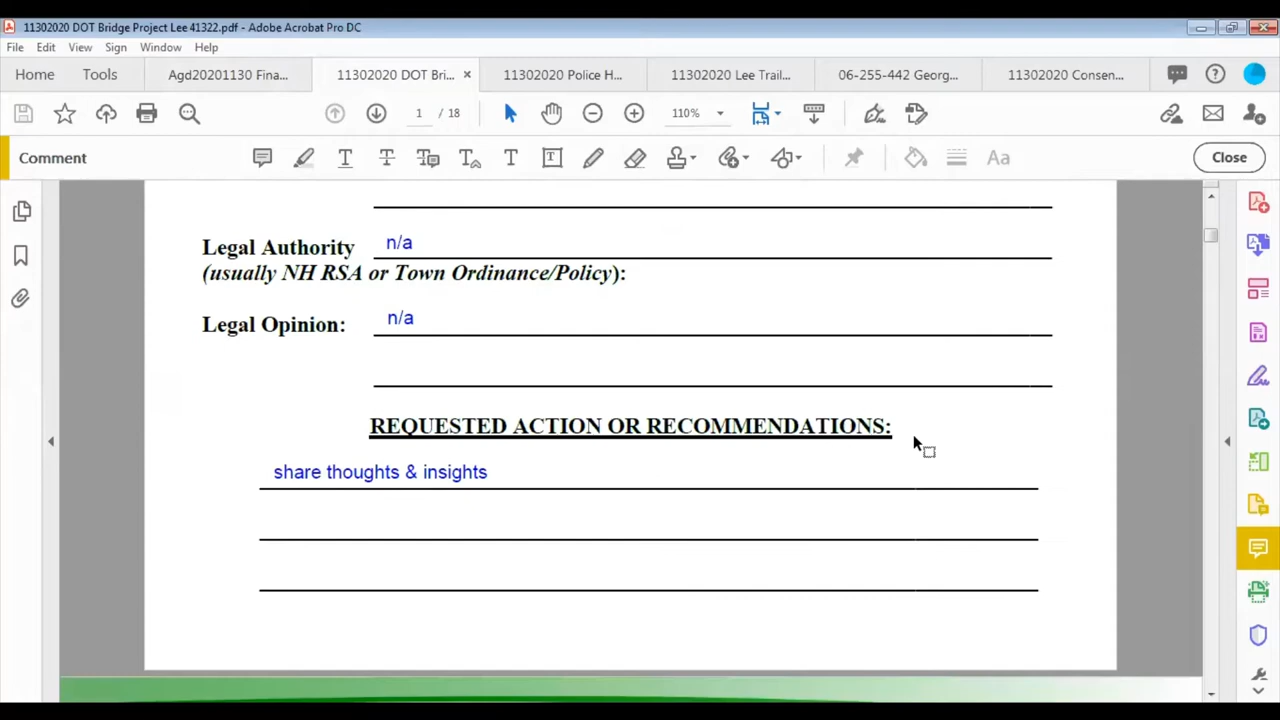 11302020 DOT Bridge Project Lee 41322.pdf - Adobe Acrobat Pro DC
File Edit View Sign Window Help
Home Tools Agd20201130 Fina... 11302020 DOT Bri... × 11302020 Police H... 11302020 Lee Trail... 06-255-442 Georg... 11302020 Consen...
1 / 18 110%
Comment Close
n/a
Legal Authority
(usually NH RSA or Town Ordinance/Policy):
n/a
Legal Opinion:
REQUESTED ACTION OR RECOMMENDATIONS:
share thoughts & insights